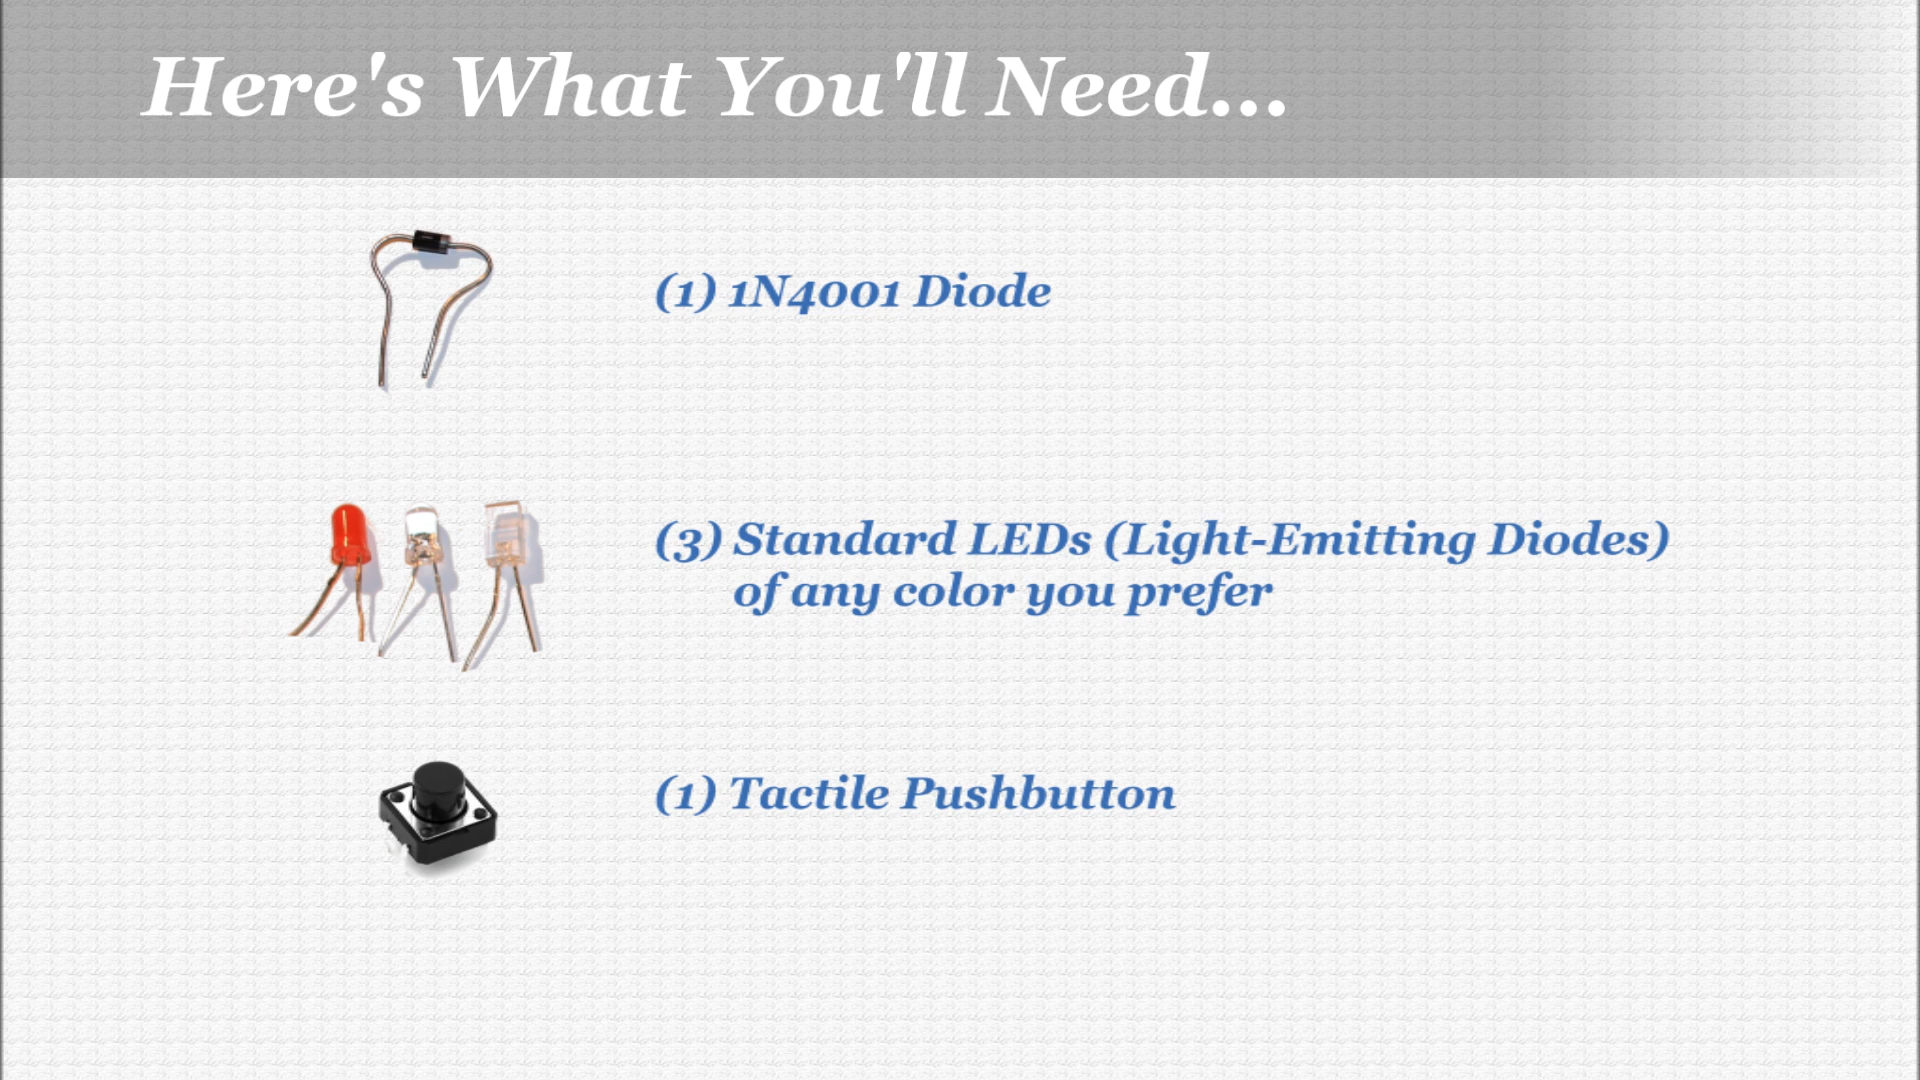 Here's What You'll Need...
(1) 1N4001 Diode
(3) Standard LEDs (Light-Emitting Diodes)
of any color you prefer
(1) Tactile Pushbutton